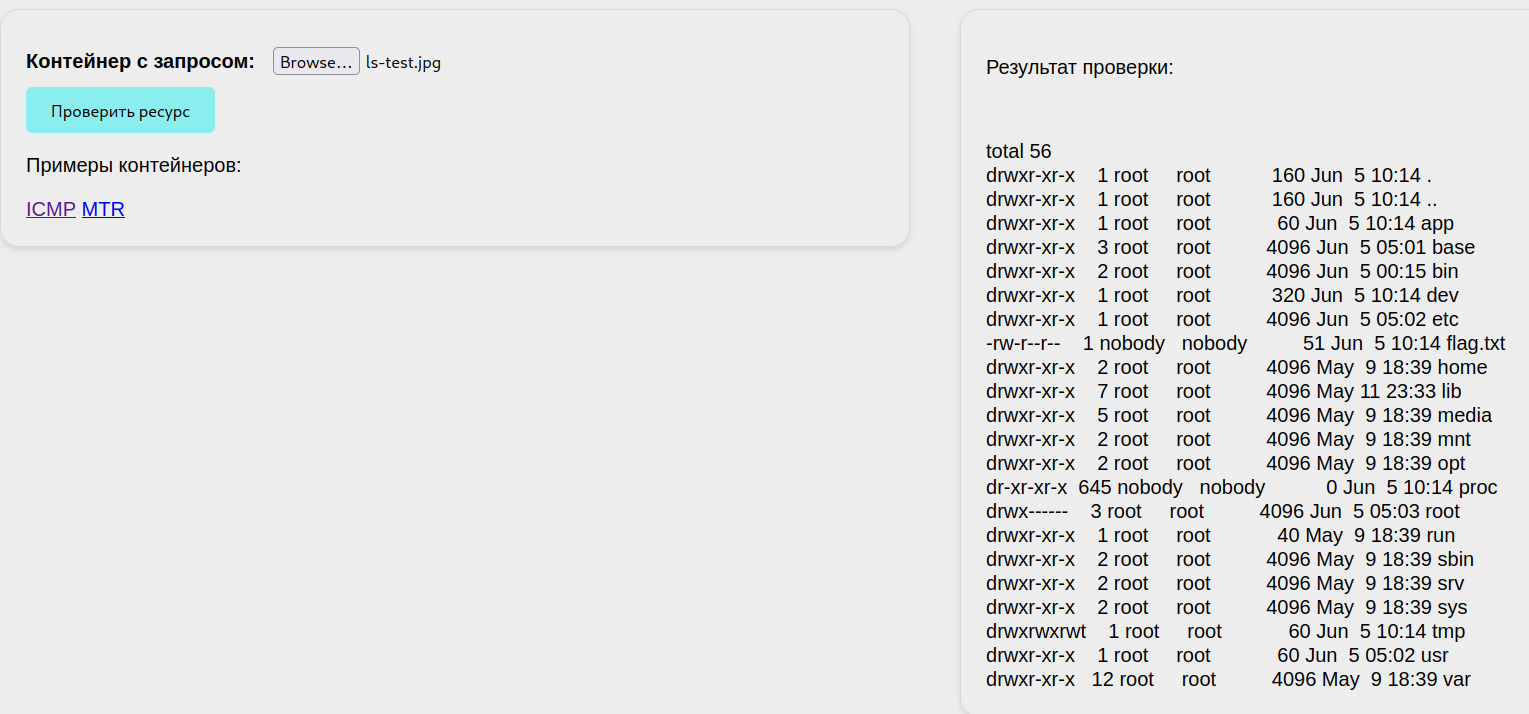 Контейнер с запросом: Browse... ls-test.jpg
Проверить ресурс
Примеры контейнеров:
ICMP MTR
Результат проверки:
total 56
drwxr-xr-x 1 root root 160 Jun 5 10:14 .
drwxr-xr-x 1 root root 160 Jun 5 10:14 ..
drwxr-xr-x 1 root root 60 Jun 5 10:14 app
drwxr-xr-x 3 root root 4096 Jun 5 05:01 base
drwxr-xr-x 2 root root 4096 Jun 5 00:15 bin
drwxr-xr-x 1 root root 320 Jun 5 10:14 dev
drwxr-xr-x 1 root root 4096 Jun 5 05:02 etc
-rw-r--r-- 1 nobody nobody 51 Jun 5 10:14 flag.txt
drwxr-xr-x 2 root root 4096 May 9 18:39 home
drwxr-xr-x 7 root root 4096 May 11 23:33 lib
drwxr-xr-x 5 root root 4096 May 9 18:39 media
drwxr-xr-x 2 root root 4096 May 9 18:39 mnt
drwxr-xr-x 2 root root 4096 May 9 18:39 opt
dr-xr-xr-x 645 nobody nobody 0 Jun 5 10:14 proc
drwx------ 3 root root 4096 Jun 5 05:03 root
drwxr-xr-x 1 root root 40 May 9 18:39 run
drwxr-xr-x 2 root root 4096 May 9 18:39 sbin
drwxr-xr-x 2 root root 4096 May 9 18:39 srv
drwxr-xr-x 2 root root 4096 May 9 18:39 sys
drwxrwxrwt 1 root root 60 Jun 5 10:14 tmp
drwxr-xr-x 1 root root 60 Jun 5 05:02 usr
drwxr-xr-x 12 root root 4096 May 9 18:39 var